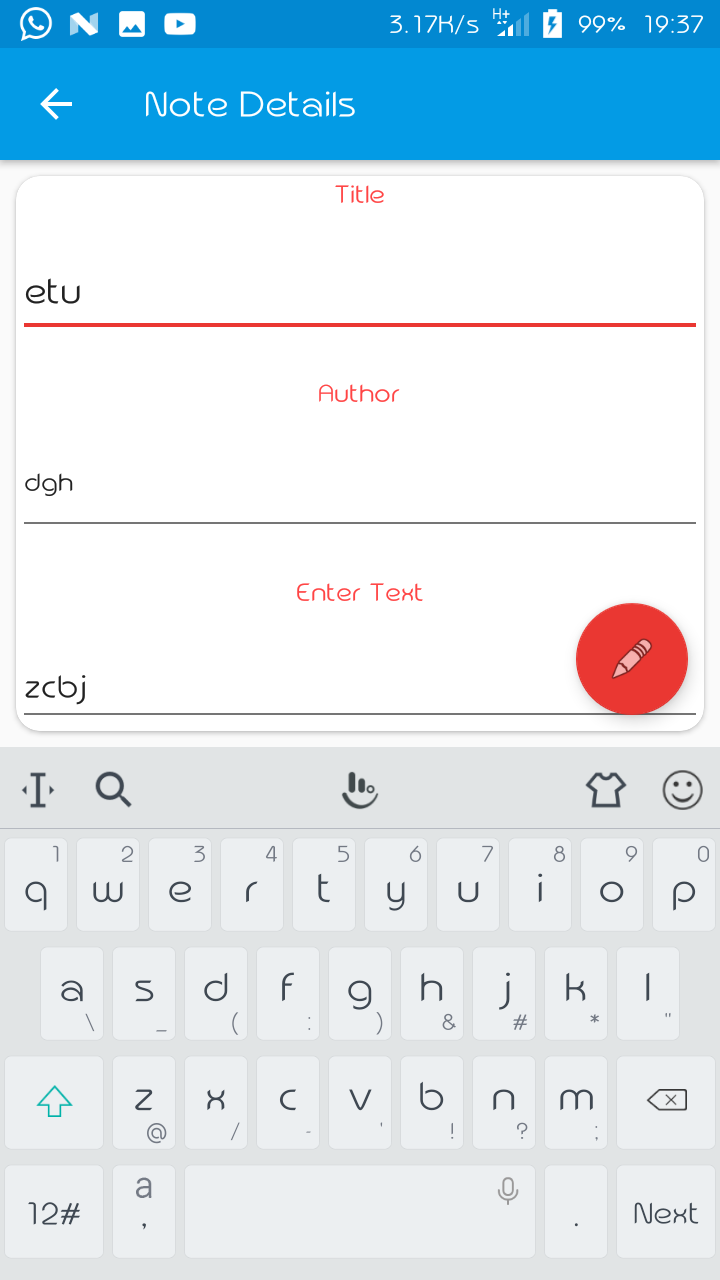 3.17K/s H+ 99% 19:37
Note Details
Title
etu
Author
dgh
Enter Text
zcbj
1 2 3 4 5 6 7 8 9 0
q w e r t y u i o p
a s d f g h j k l
\ _ ( : ) & # * "
z x c v b n m
@ / - ' ! ? ;
12# a , . Next